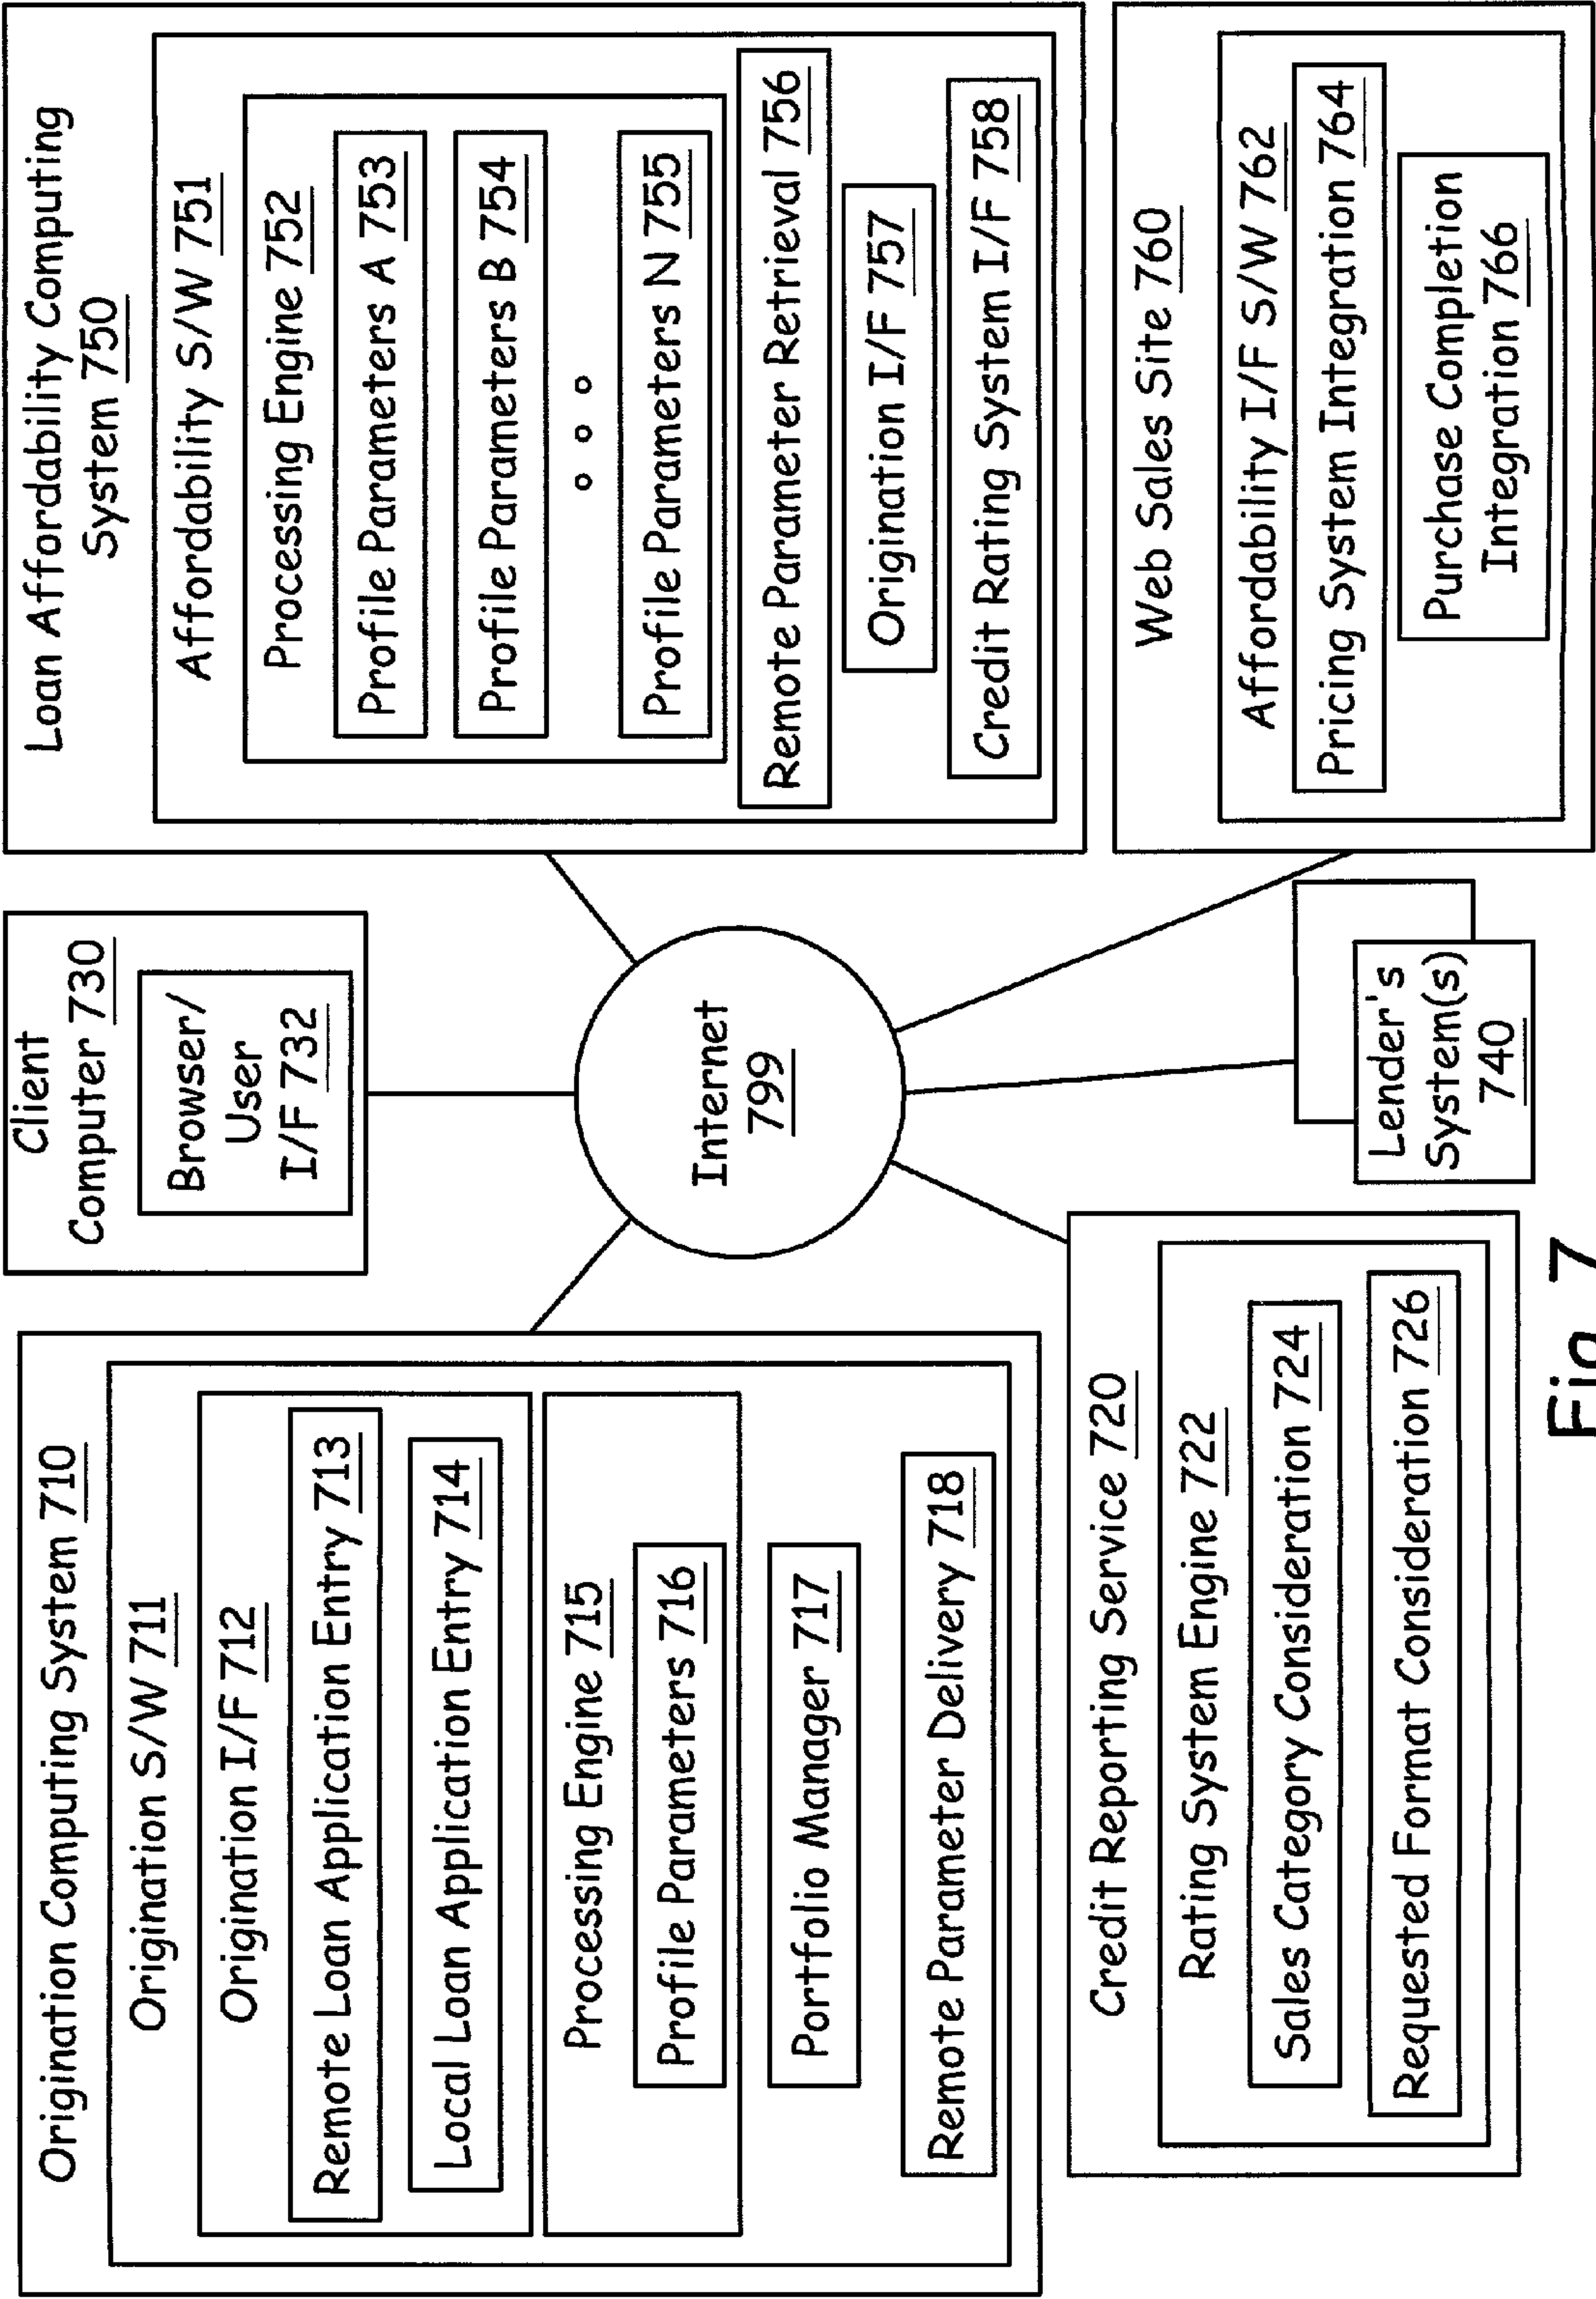 Origination Computing System 710
Origination S/W 711
Origination I/F 712
Remote Loan Application Entry 713
Local Loan Application Entry 714
Processing Engine 715
Profile Parameters 716
Portfolio Manager 717
Remote Parameter Delivery 718
Credit Reporting Service 720
Rating System Engine 722
Sales Category Consideration 724
Requested Format Consideration 726
Client
Computer 730
Browser/
User
I/F 732
Internet
799
Lender's
System(s)
740
Loan Affordability Computing
System 750
Affordability S/W 751
Processing Engine 752
Profile Parameters A 753
Profile Parameters B 754
Profile Parameters N 755
Remote Parameter Retrieval 756
Origination I/F 757
Credit Rating System I/F 758
Web Sales Site 760
Affordability I/F S/W 762
Pricing System Integration 764
Purchase Completion
Integration 766
Fig. 7